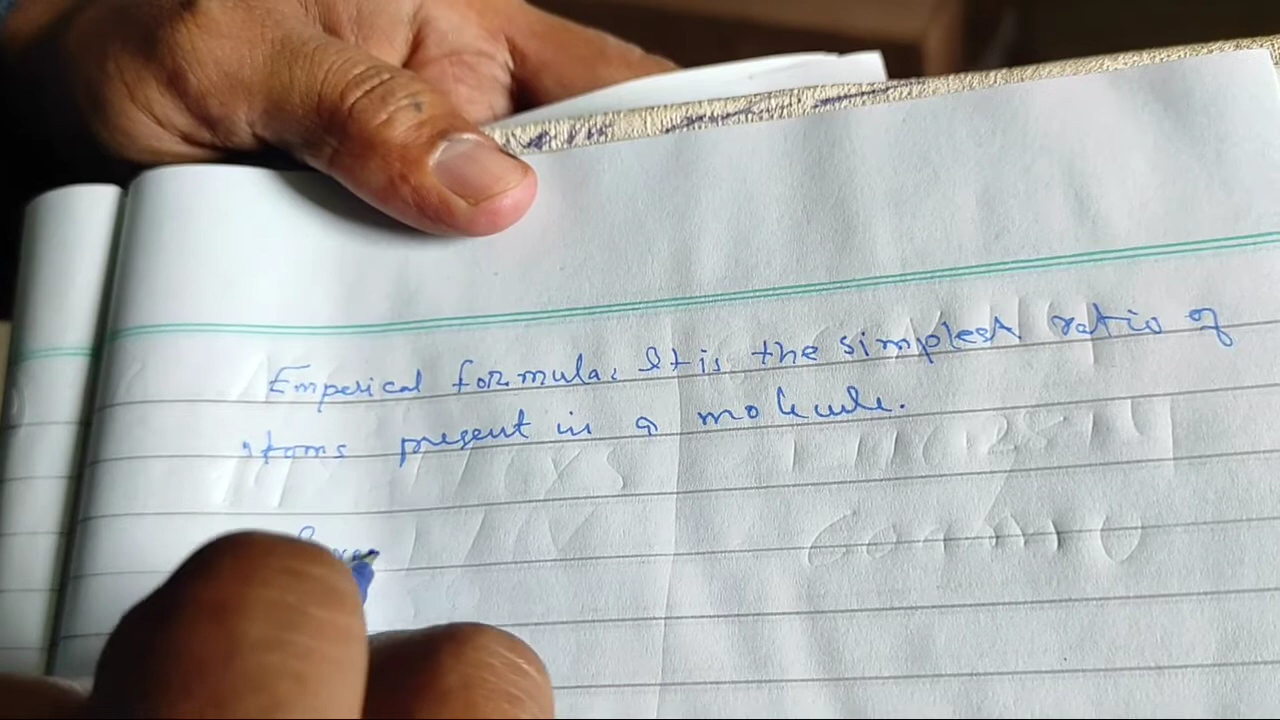 Emperical formula: It is the simplest ratio of
atoms present in a molecule.